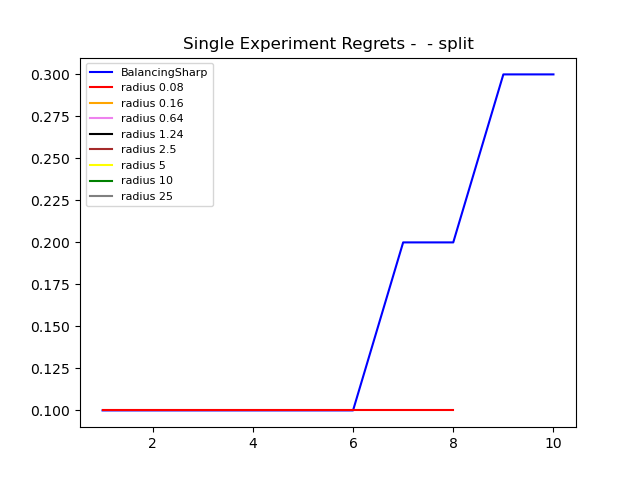 Single Experiment Regrets -  - split
0.300
0.275
0.250
0.225
0.200
0.175
0.150
0.125
0.100
BalancingSharp
radius 0.08
radius 0.16
radius 0.64
radius 1.24
radius 2.5
radius 5
radius 10
radius 25
2 4 6 8 10